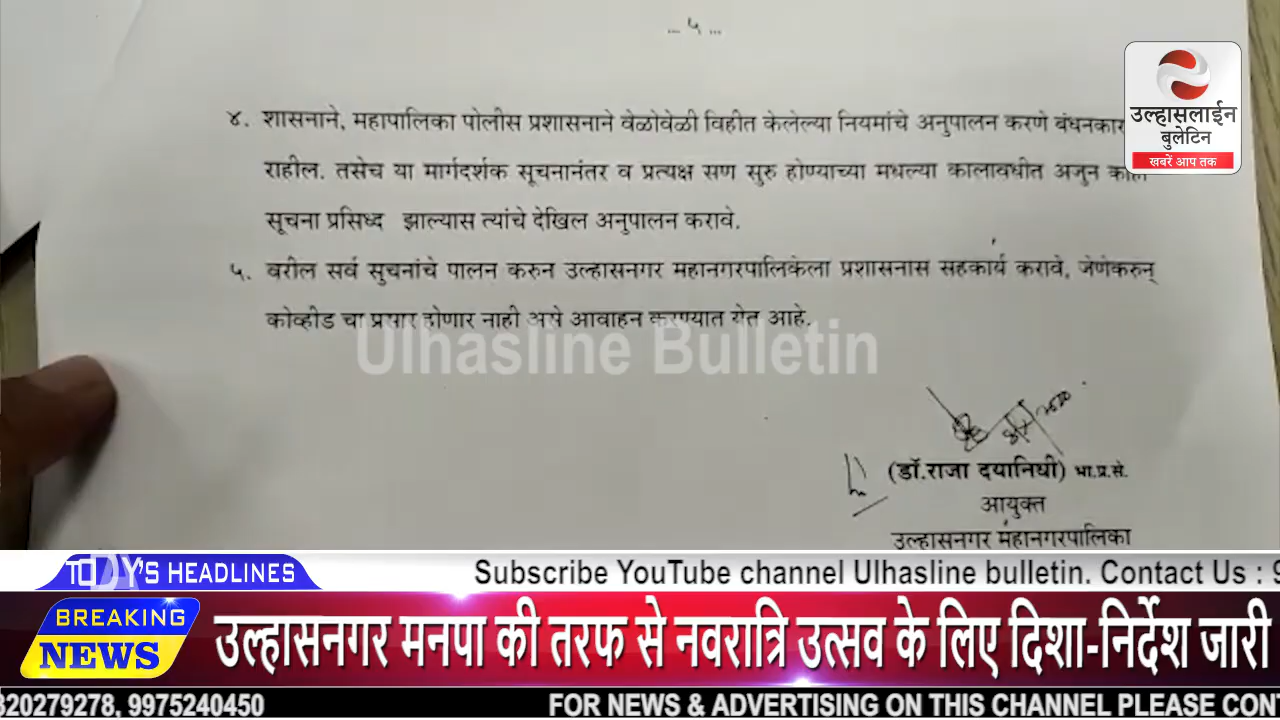 ... ५ ...
४. शासनाने, महापालिका पोलीस प्रशासनाने वेळोवेळी विहीत केलेल्या नियमांचे अनुपालन करणे बंधनकार
राहील. तसेच या मार्गदर्शक सूचनानंतर व प्रत्यक्ष सण सुरु होण्याच्या मधल्या कालावधीत अजुन
सूचना प्रसिध्द झाल्यास त्यांचे देखिल अनुपालन करावे.
५. वरील सर्व सुचनांचे पालन करुन उल्हासनगर महानगरपालिकेला प्रशासनास सहकार्य करावे, जेणेकरुन्
कोव्हीड चा प्रसार होणार नाही असे आवाहन करण्यात येत आहे.
Ulhasline Bulletin
(डॉ.राजा दयानिधी) भा.प्र.से.
आयुक्त
उल्हासनगर महानगरपालिका
उल्हासलाईन
बुलेटिन
खबरें आप तक
TODAY'S HEADLINES
Subscribe YouTube channel Ulhasline bulletin. Contact Us : 9
BREAKING
NEWS
उल्हासनगर मनपा की तरफ से नवरात्रि उत्सव के लिए दिशा-निर्देश जारी
320279278, 9975240450
FOR NEWS & ADVERTISING ON THIS CHANNEL PLEASE CONT